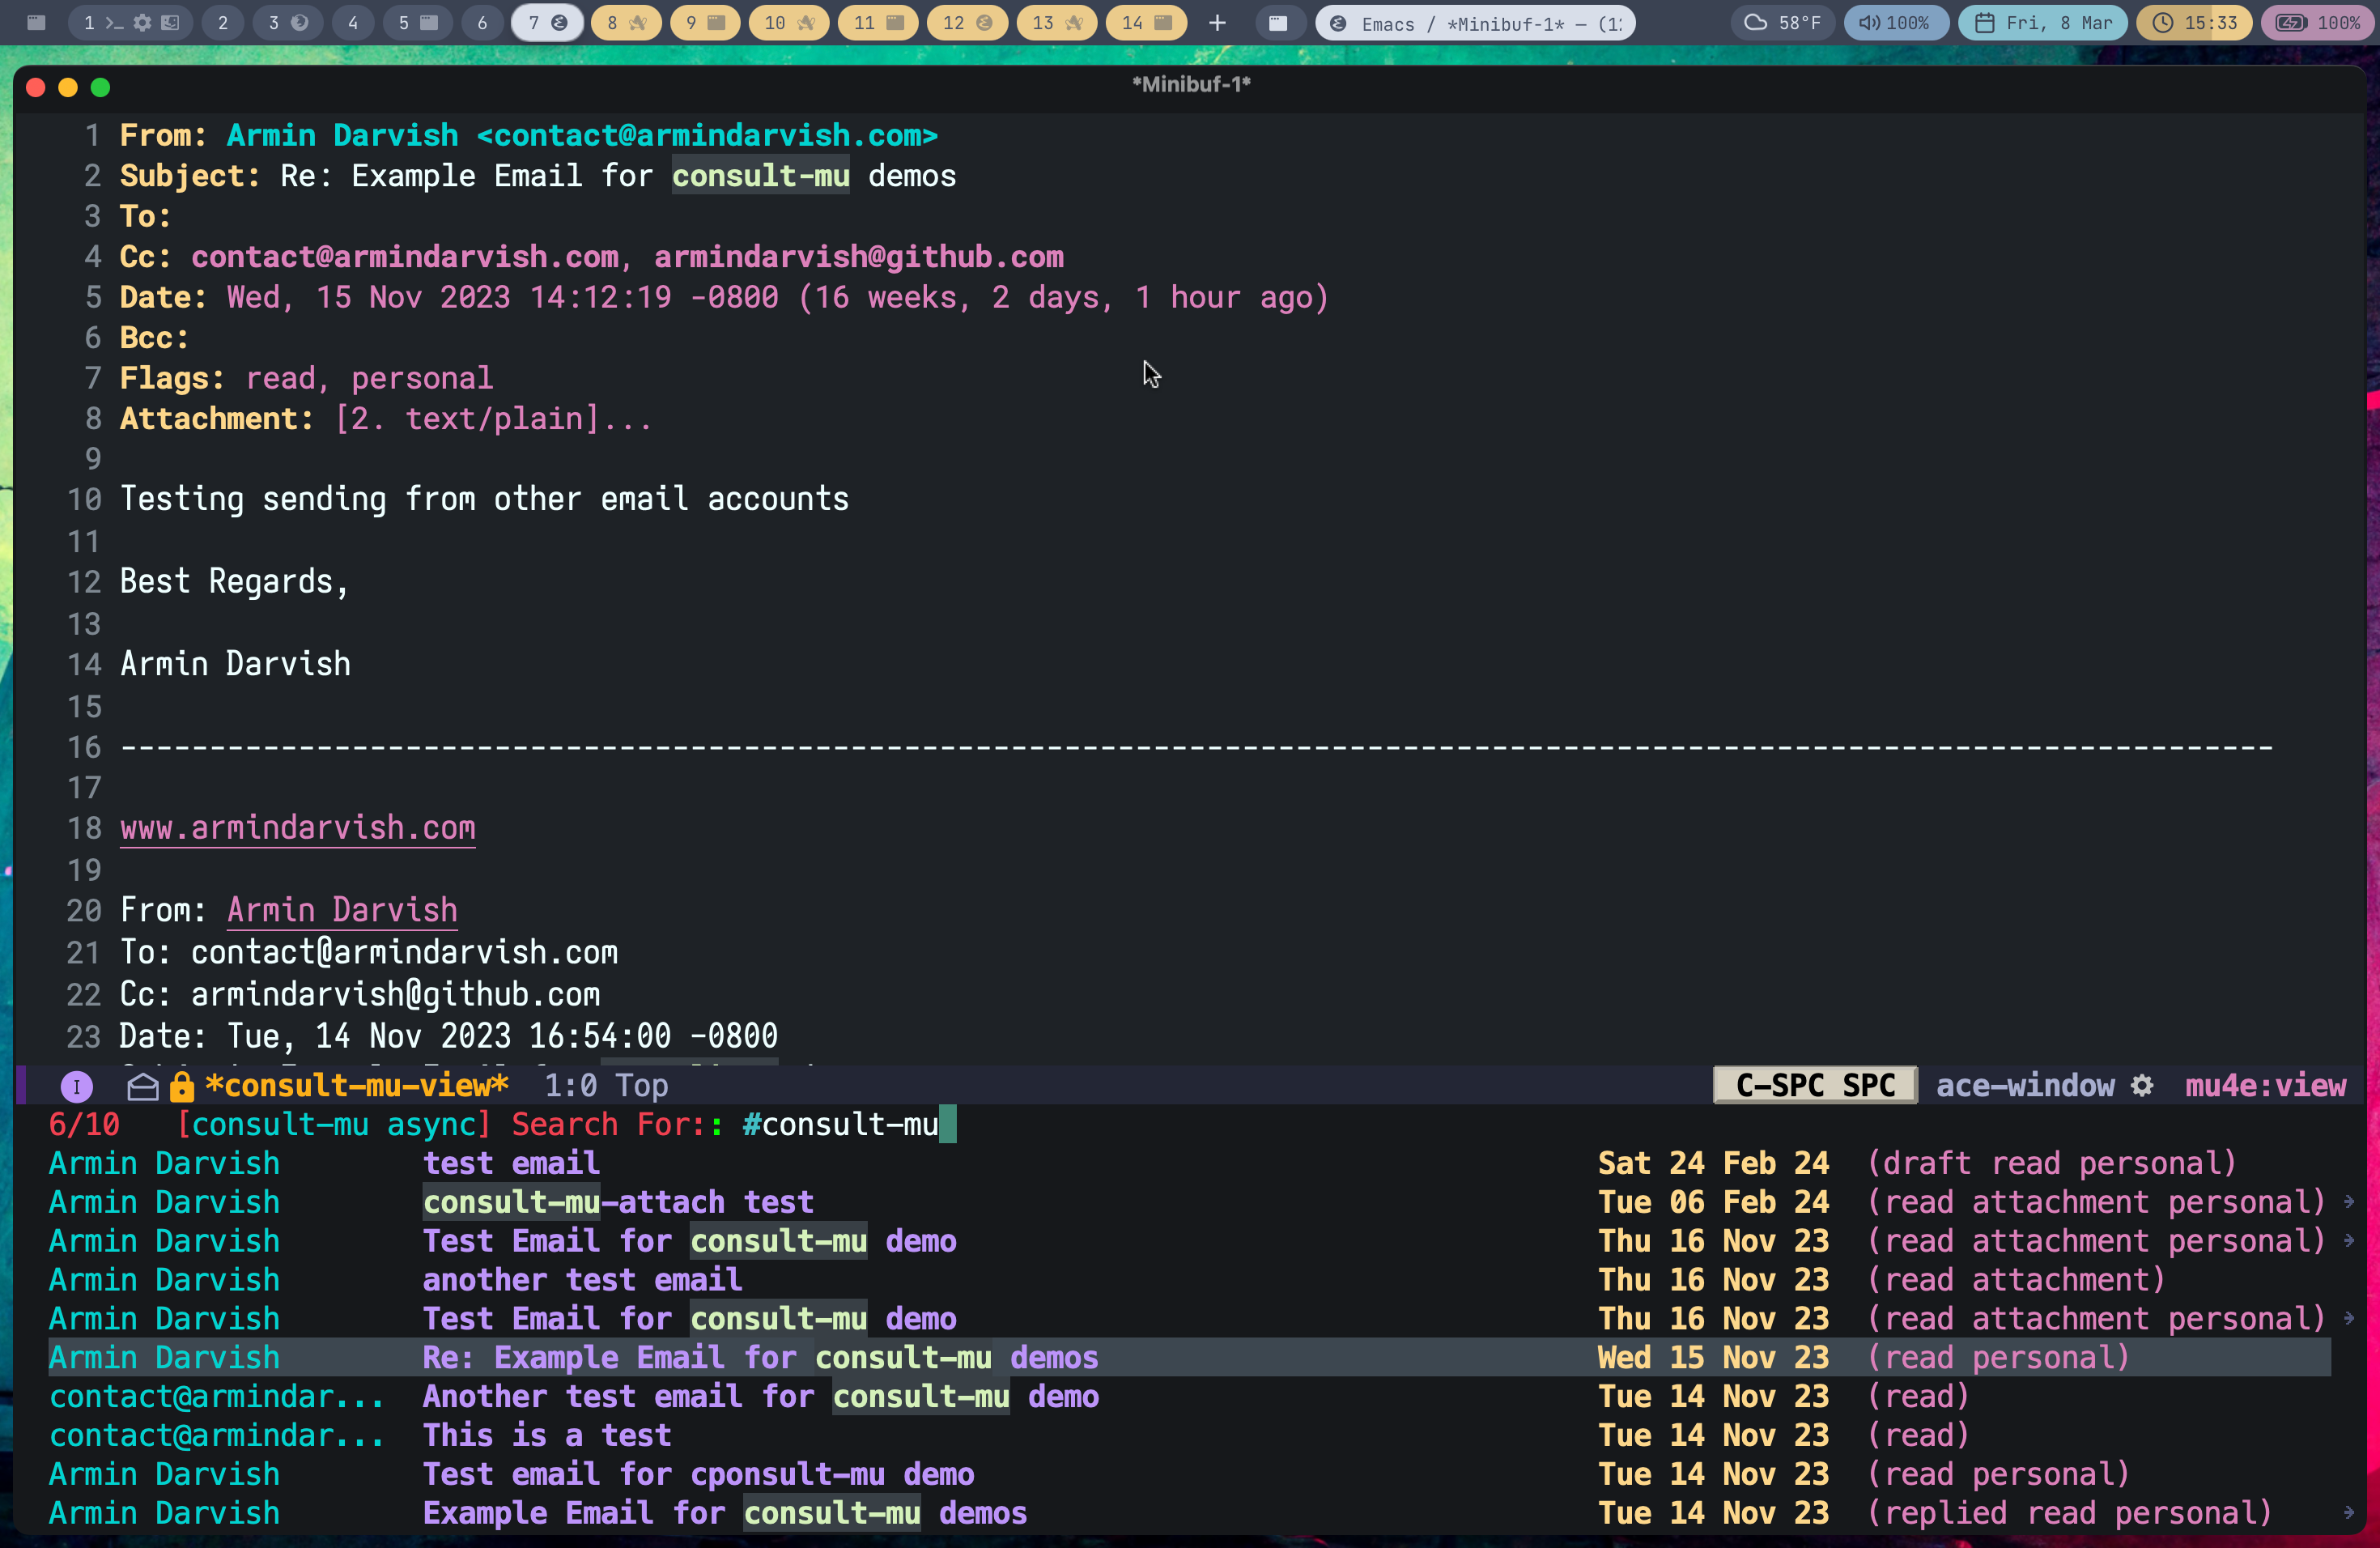 1 2 3 4 5 6 7 8 9 10 11 12 13 14 + Emacs / *Minibuf-1* – (1: 58°F 100% Fri, 8 Mar 15:33 100%
*Minibuf-1*
1 From: Armin Darvish <contact@armindarvish.com>
2 Subject: Re: Example Email for consult-mu demos
3 To:
4 Cc: contact@armindarvish.com, armindarvish@github.com
5 Date: Wed, 15 Nov 2023 14:12:19 -0800 (16 weeks, 2 days, 1 hour ago)
6 Bcc:
7 Flags: read, personal
8 Attachment: [2. text/plain]...
9
10 Testing sending from other email accounts
11
12 Best Regards,
13
14 Armin Darvish
15
16 -------------------------------------------------------------------------------------------------------------------------
17
18 www.armindarvish.com
19
20 From: Armin Darvish
21 To: contact@armindarvish.com
22 Cc: armindarvish@github.com
23 Date: Tue, 14 Nov 2023 16:54:00 -0800
I *consult-mu-view* 1:0 Top C-SPC SPC ace-window mu4e:view
6/10 [consult-mu async] Search For:: #consult-mu
Armin Darvish test email Sat 24 Feb 24 (draft read personal)
Armin Darvish consult-mu-attach test Tue 06 Feb 24 (read attachment personal)
Armin Darvish Test Email for consult-mu demo Thu 16 Nov 23 (read attachment personal)
Armin Darvish another test email Thu 16 Nov 23 (read attachment)
Armin Darvish Test Email for consult-mu demo Thu 16 Nov 23 (read attachment personal)
Armin Darvish Re: Example Email for consult-mu demos Wed 15 Nov 23 (read personal)
contact@armindar... Another test email for consult-mu demo Tue 14 Nov 23 (read)
contact@armindar... This is a test Tue 14 Nov 23 (read)
Armin Darvish Test email for cponsult-mu demo Tue 14 Nov 23 (read personal)
Armin Darvish Example Email for consult-mu demos Tue 14 Nov 23 (replied read personal)